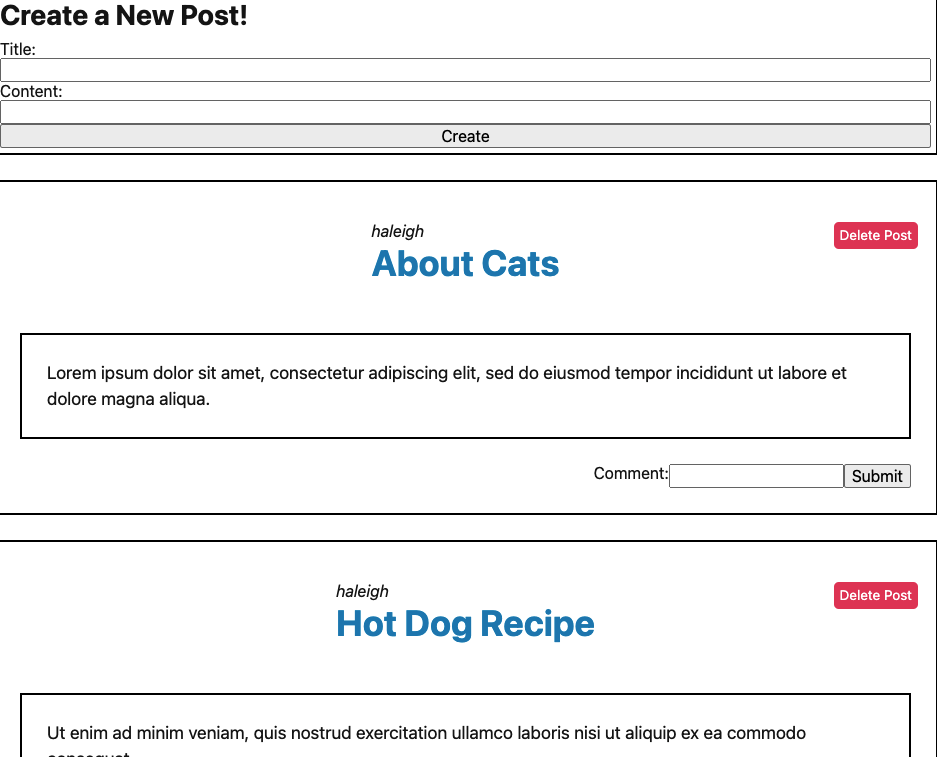 Create a New Post!
Title:
Content:
Create
haleigh
Delete Post
About Cats
Lorem ipsum dolor sit amet, consectetur adipiscing elit, sed do eiusmod tempor incididunt ut labore et
dolore magna aliqua.
Comment:
Submit
haleigh
Delete Post
Hot Dog Recipe
Ut enim ad minim veniam, quis nostrud exercitation ullamco laboris nisi ut aliquip ex ea commodo